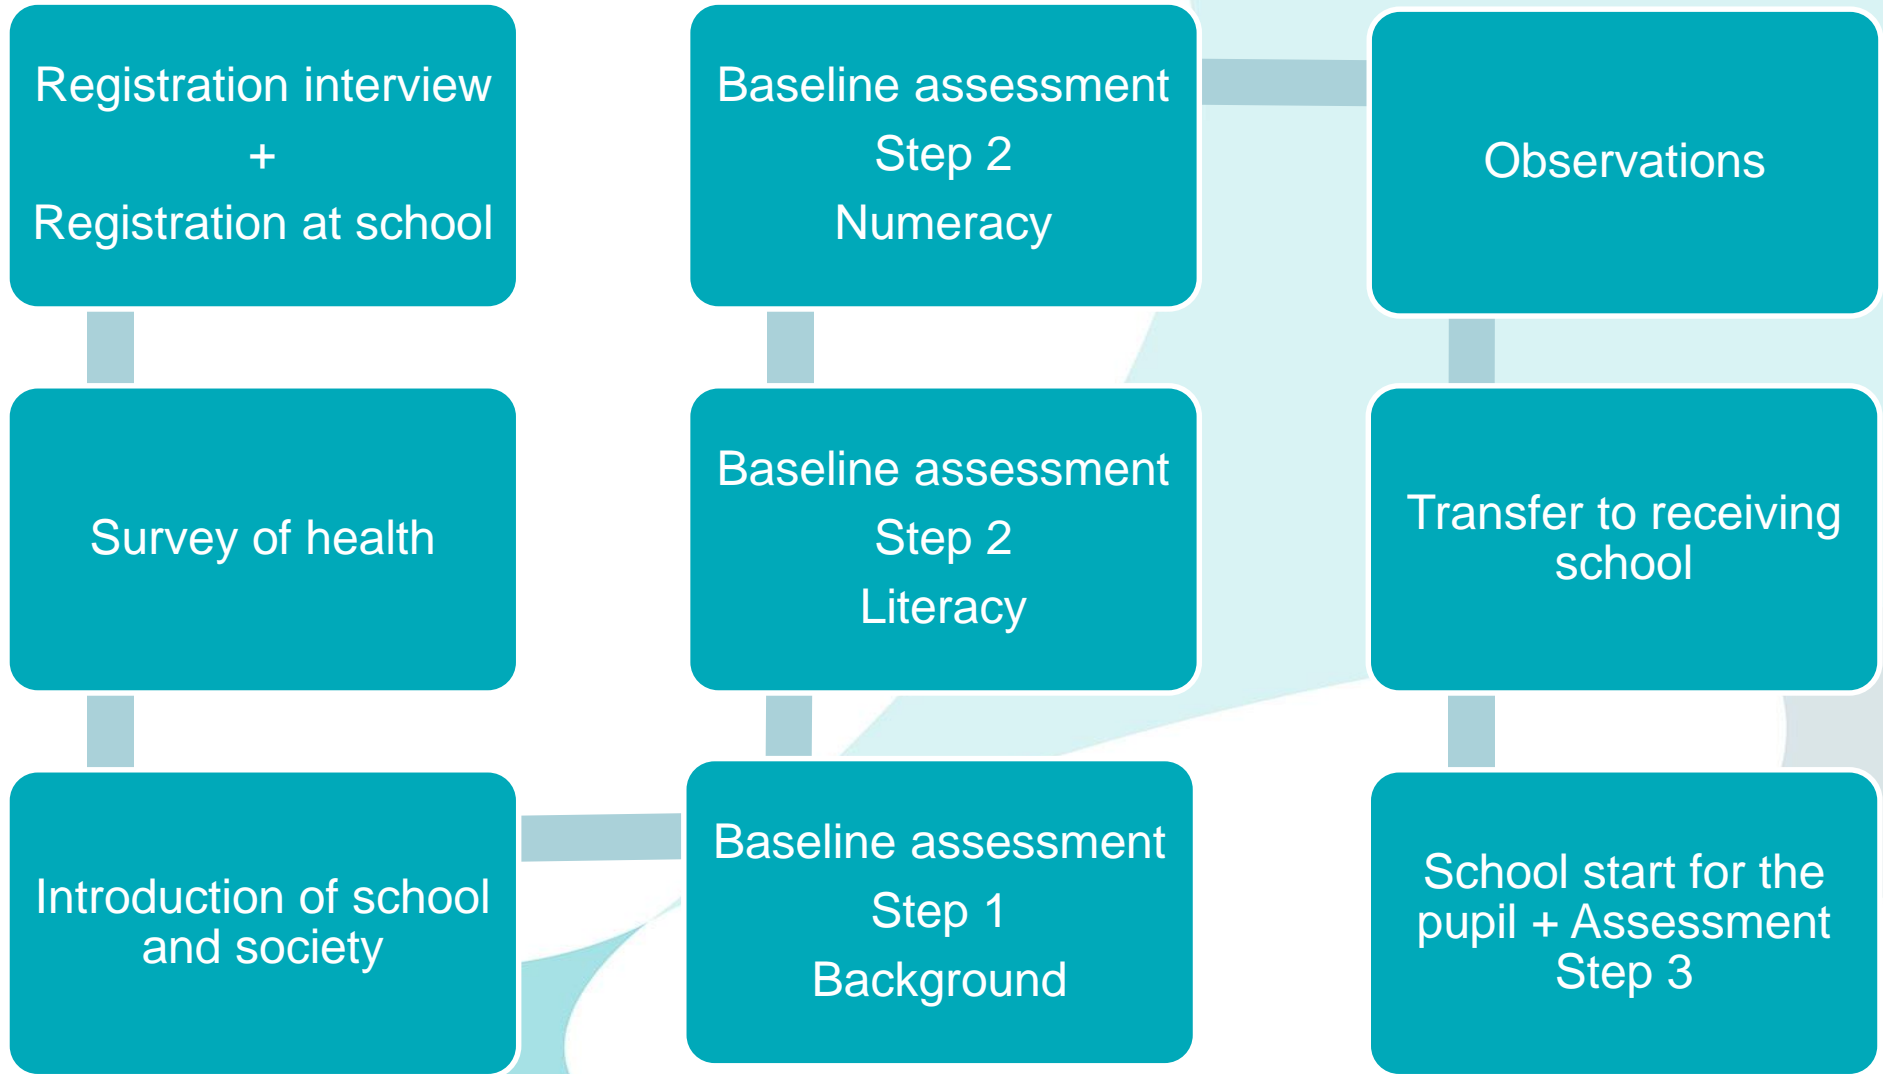 Registration interview
+
Registration at school
Survey of health
Introduction of school
and society
Baseline assessment
Step 1
Background
Baseline assessment
Step 2
Literacy
Baseline assessment
Step 2
Numeracy
Observations
Transfer to receiving
school
School start for the
pupil + Assessment
Step 3